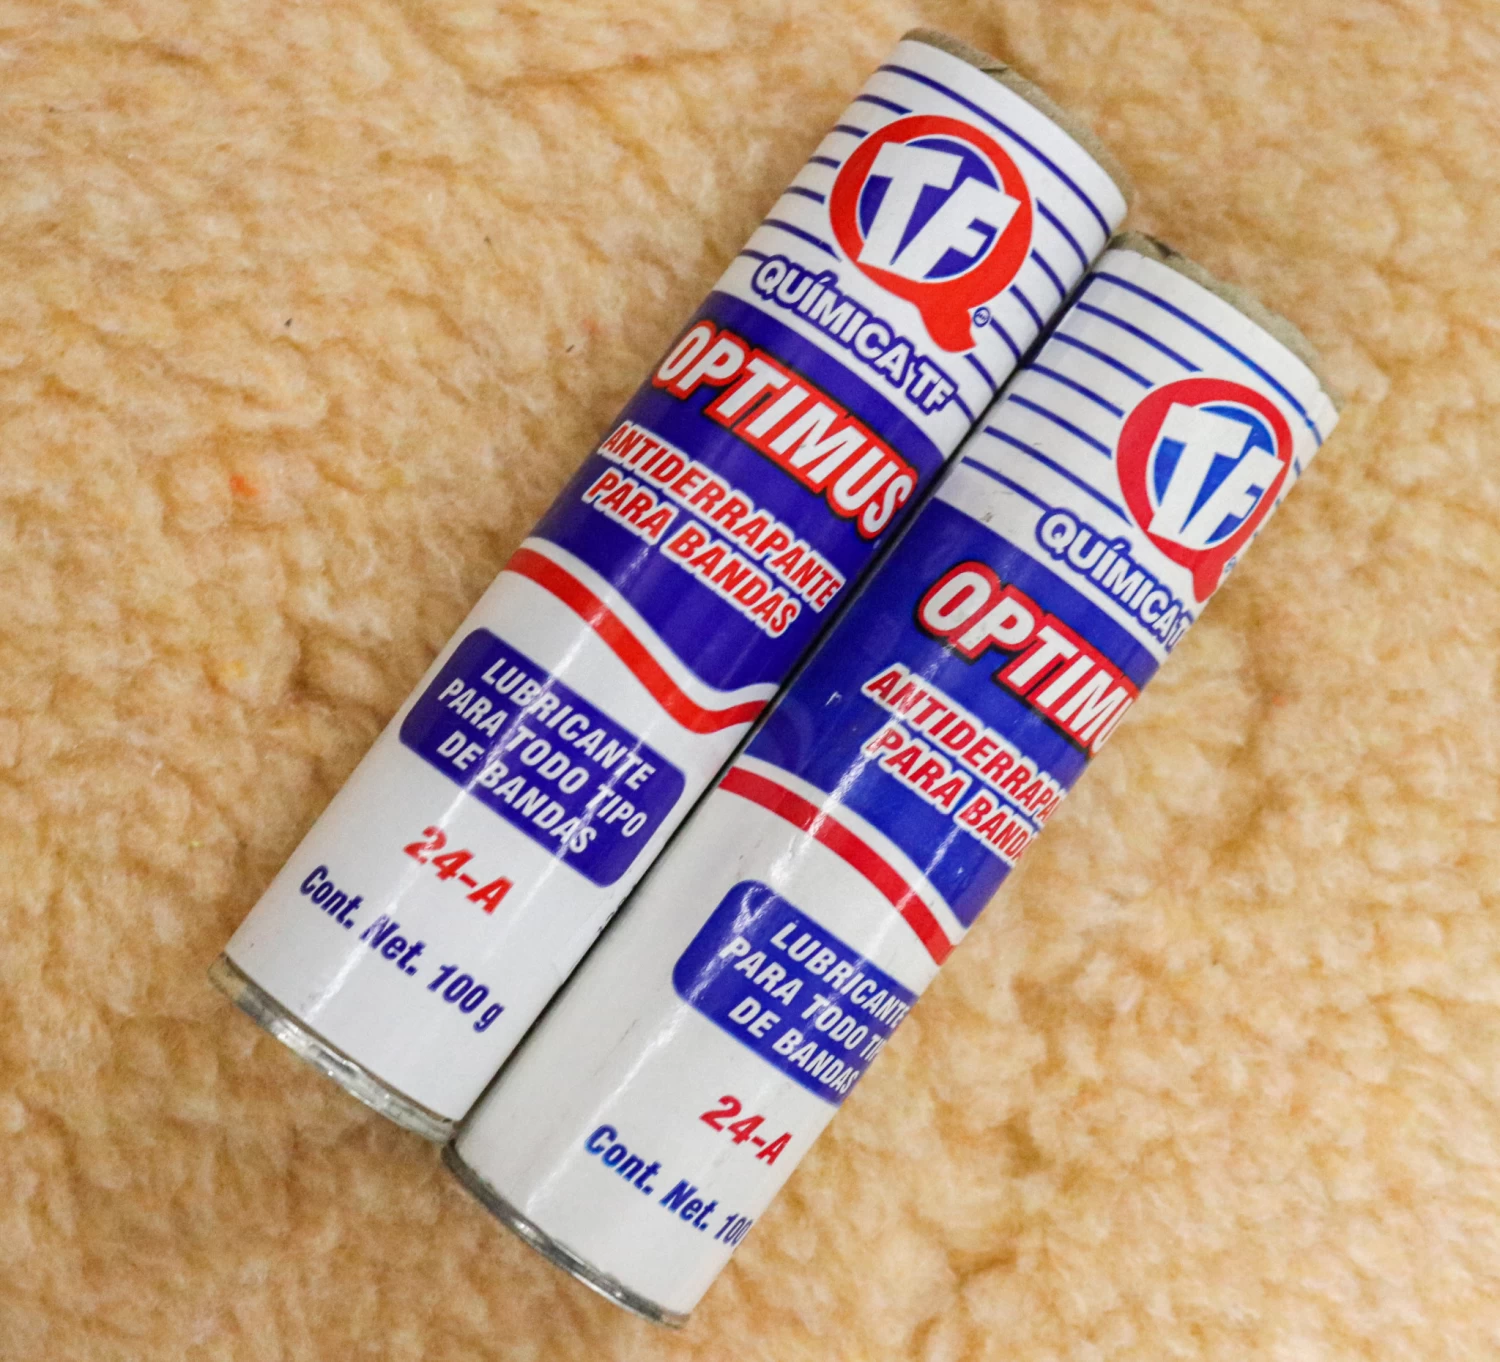 TF
QUÍMICA TF
OPTIMUS
ANTIDERRAPANTE
PARA BANDAS
LUBRICANTE
PARA TODO TIPO
DE BANDAS
24-A
Cont. Net. 100 g
TF
QUÍMICA T
OPTIMU
ANTIDERRAPA
PARA BANDA
LUBRICANTE
PARA TODO TI
DE BANDAS
24-A
Cont. Net. 100